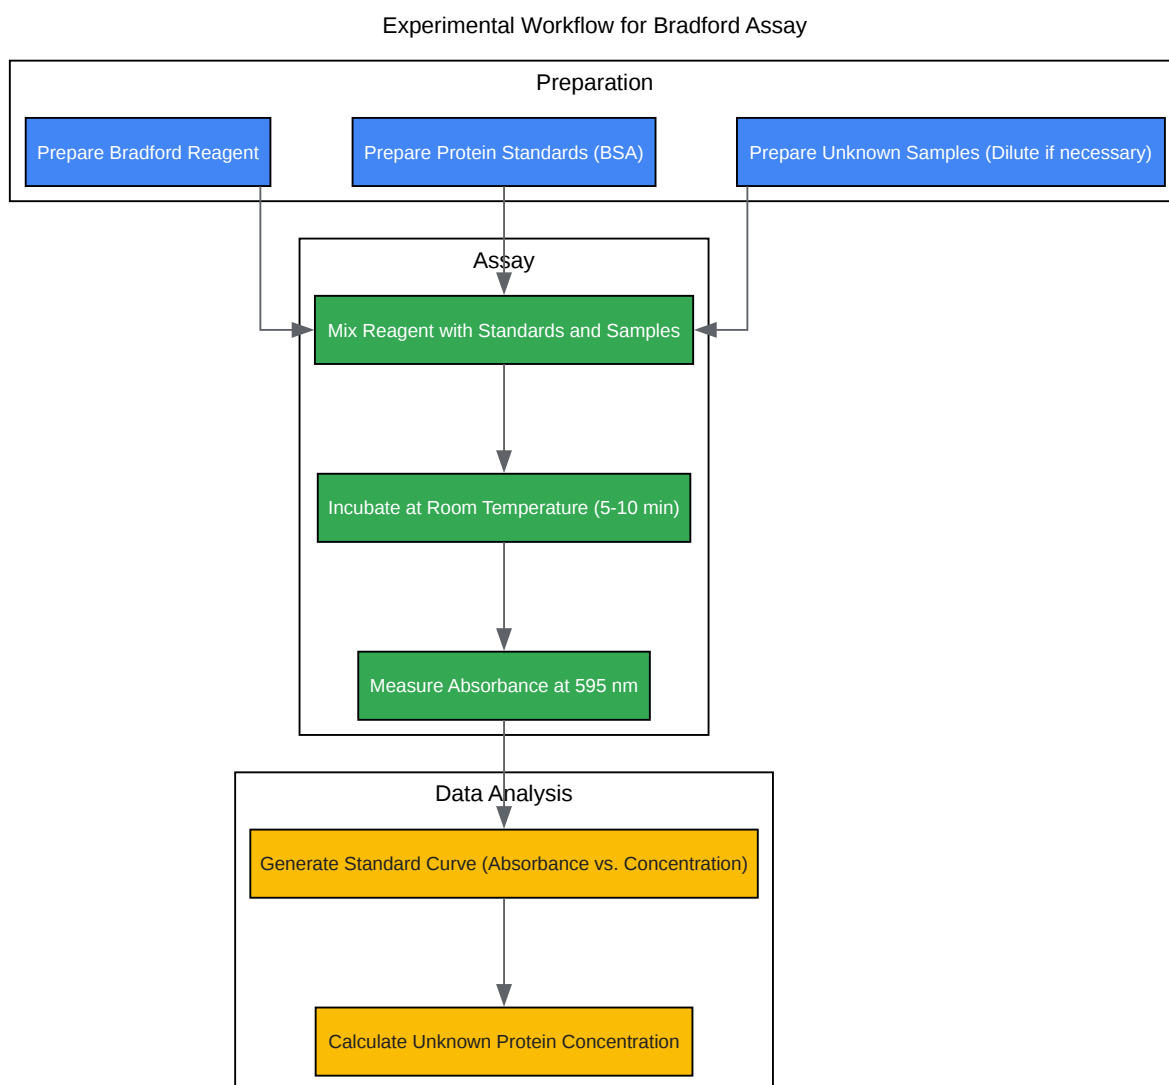 Experimental Workflow for Bradford Assay
Preparation
Prepare Bradford Reagent
Prepare Protein Standards (BSA)
Prepare Unknown Samples (Dilute if necessary)
Assay
Mix Reagent with Standards and Samples
Incubate at Room Temperature (5-10 min)
Measure Absorbance at 595 nm
Data Analysis
Generate Standard Curve (Absorbance vs. Concentration)
Calculate Unknown Protein Concentration